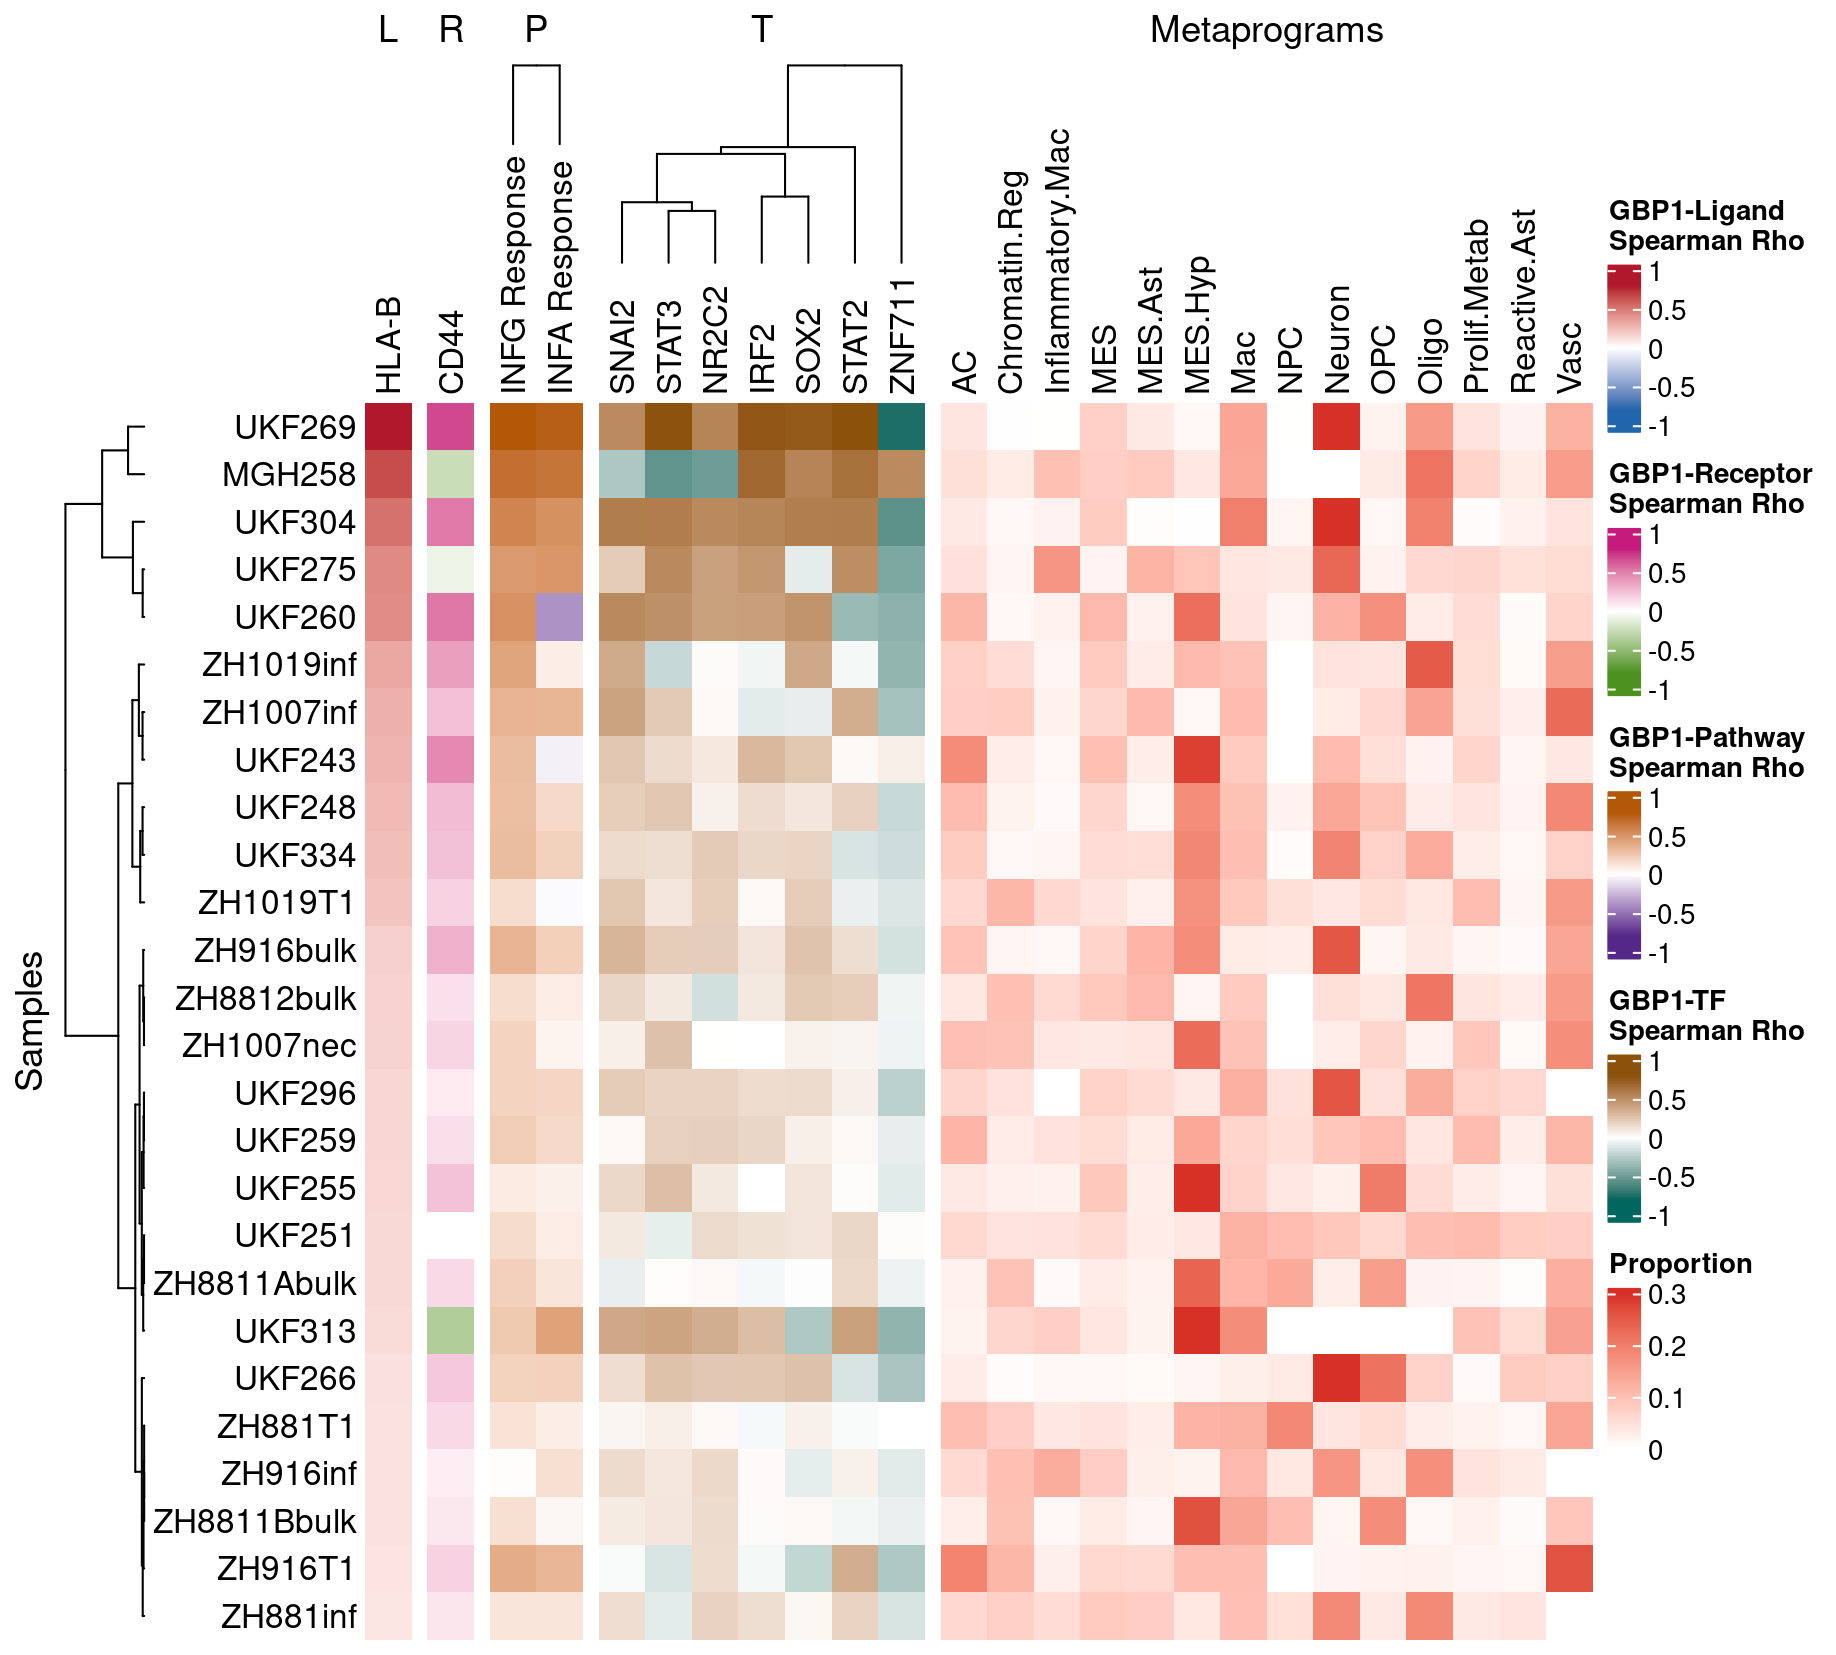 L R P T Metaprograms
HLA-B
CD44
INFG Response
INFA Response
SNAI2
STAT3
NR2C2
IRF2
SOX2
STAT2
ZNF711
AC
Chromatin.Reg
Inflammatory.Mac
MES
MES.Ast
MES.Hyp
Mac
NPC
Neuron
OPC
Oligo
Prolif.Metab
Reactive.Ast
Vasc
Samples
UKF269
MGH258
UKF304
UKF275
UKF260
ZH1019inf
ZH1007inf
UKF243
UKF248
UKF334
ZH1019T1
ZH916bulk
ZH8812bulk
ZH1007nec
UKF296
UKF259
UKF255
UKF251
ZH8811Abulk
UKF313
UKF266
ZH881T1
ZH916inf
ZH8811Bbulk
ZH916T1
ZH881inf
GBP1-Ligand
Spearman Rho
1
0.5
0
-0.5
-1
GBP1-Receptor
Spearman Rho
1
0.5
0
-0.5
-1
GBP1-Pathway
Spearman Rho
1
0.5
0
-0.5
-1
GBP1-TF
Spearman Rho
1
0.5
0
-0.5
-1
Proportion
0.3
0.2
0.1
0